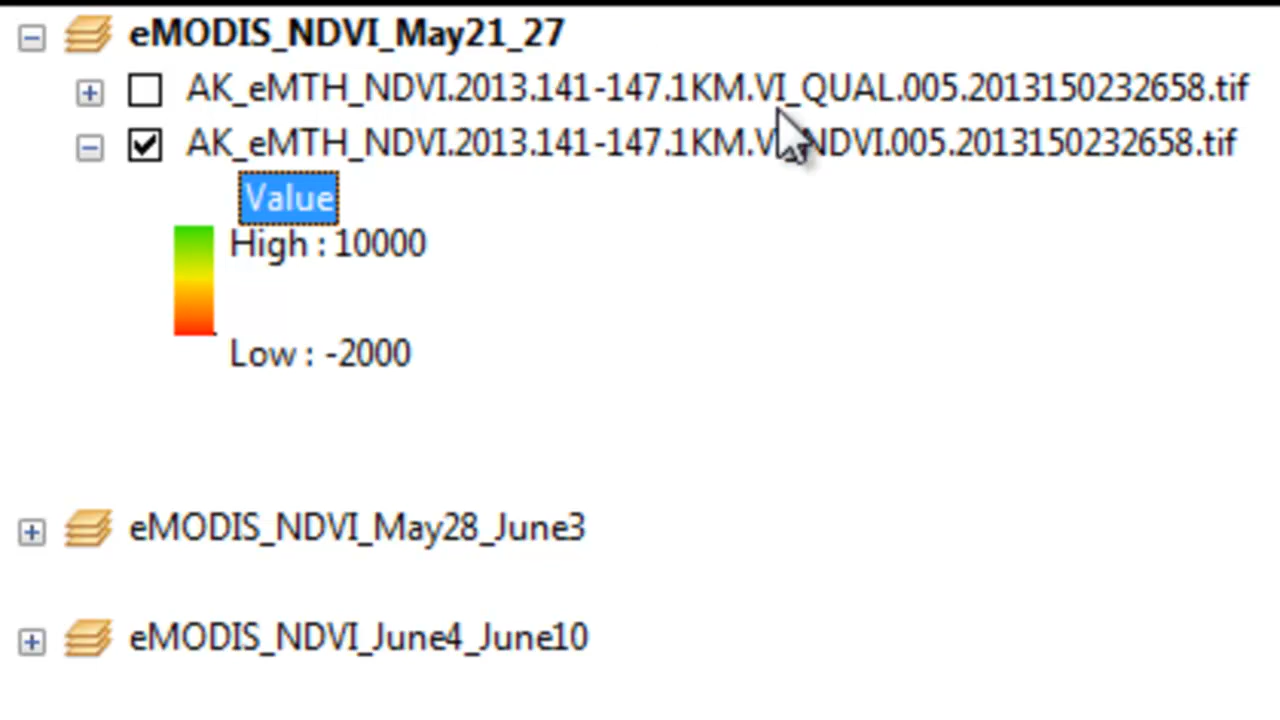 eMODIS_NDVI_May21_27
AK_eMTH_NDVI.2013.141-147.1KM.VI_QUAL.005.2013150232658.tif
AK_eMTH_NDVI.2013.141-147.1KM.VI_NDVI.005.2013150232658.tif
Value
High : 10000
Low : -2000
eMODIS_NDVI_May28_June3
eMODIS_NDVI_June4_June10